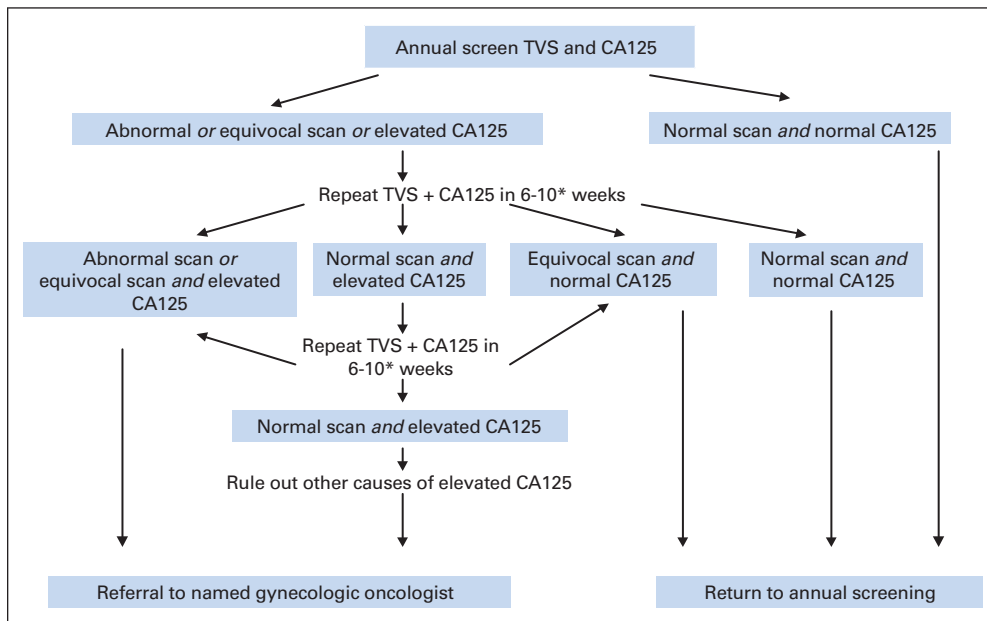 Annual screen TVS and CA125
Abnormal or equivocal scan or elevated CA125
Normal scan and normal CA125
Repeat TVS + CA125 in 6-10* weeks
Abnormal scan or
equivocal scan and elevated
CA125
Normal scan and
elevated CA125
Equivocal scan and
normal CA125
Normal scan and
normal CA125
Repeat TVS + CA125 in
6-10* weeks
Normal scan and elevated CA125
Rule out other causes of elevated CA125
Referral to named gynecologic oncologist
Return to annual screening